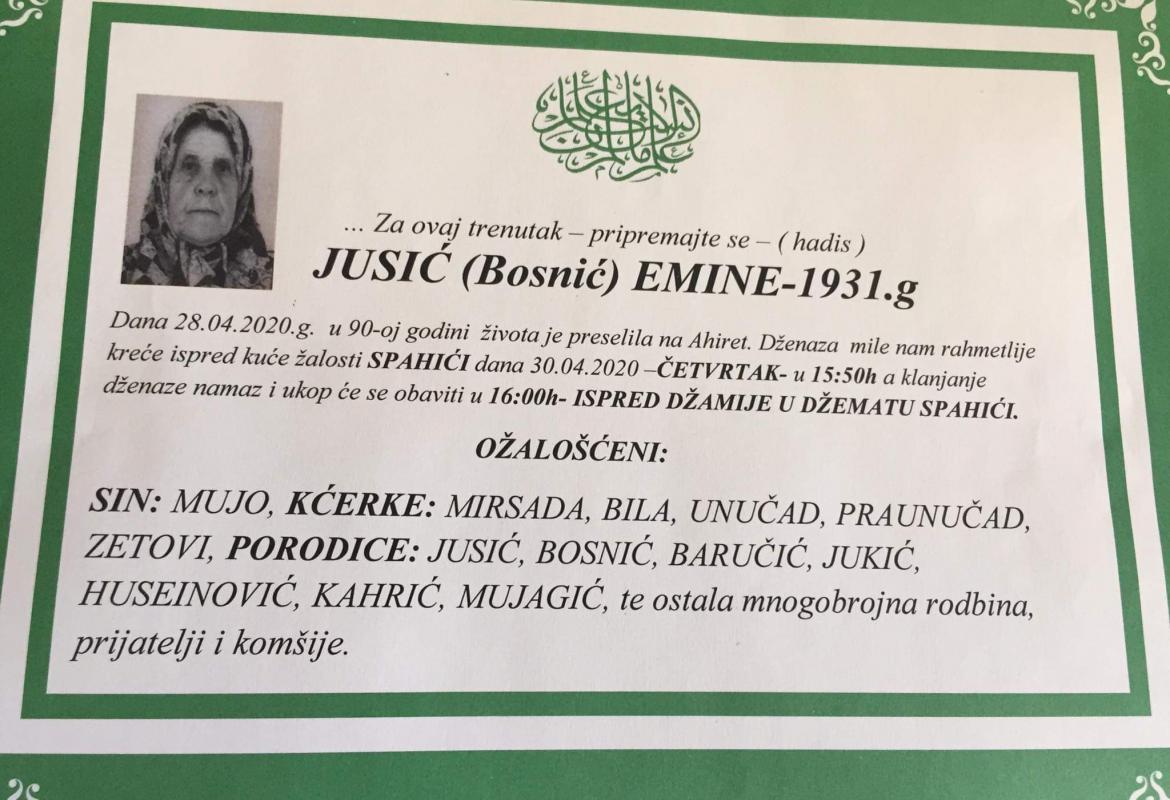 ... Za ovaj trenutak – pripremajte se – ( hadis )
JUSIĆ (Bosnić) EMINE-1931.g
Dana 28.04.2020.g. u 90-oj godini života je preselila na Ahiret. Dženaza mile nam rahmetlije
kreće ispred kuće žalosti SPAHIĆI dana 30.04.2020 –ČETVRTAK- u 15:50h a klanjanje
dženaze namaz i ukop će se obaviti u 16:00h- ISPRED DŽAMIJE U DŽEMATU SPAHIĆI.
OŽALOŠĆENI:
SIN: MUJO, KĆERKE: MIRSADA, BILA, UNUČAD, PRAUNUČAD,
ZETOVI, PORODICE: JUSIĆ, BOSNIĆ, BARUČIĆ, JUKIĆ,
HUSEINOVIĆ, KAHRIĆ, MUJAGIĆ, te ostala mnogobrojna rodbina,
prijatelji i komšije.